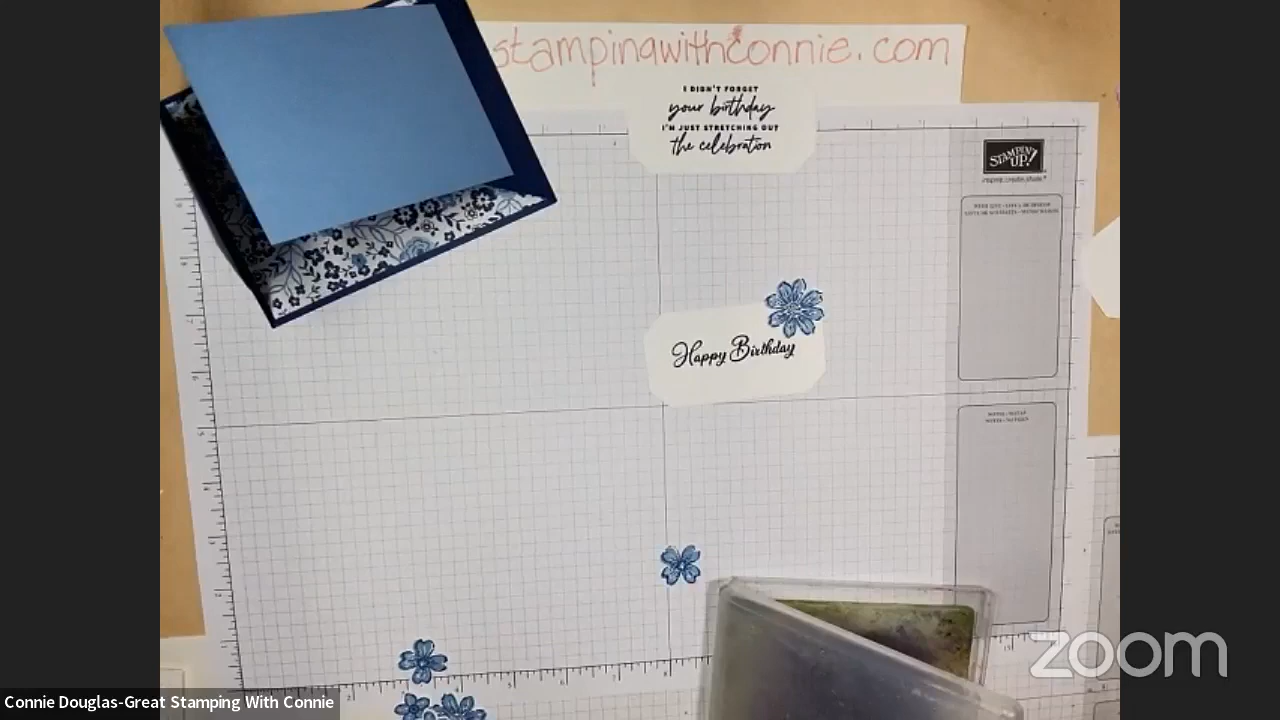 stampingwithconnie.com
I DIDN'T FORGET
your birthday
I'M JUST STRETCHING OUT
the celebration
STAMPIN' UP!
Happy Birthday
zoom
Connie Douglas-Great Stamping With Connie